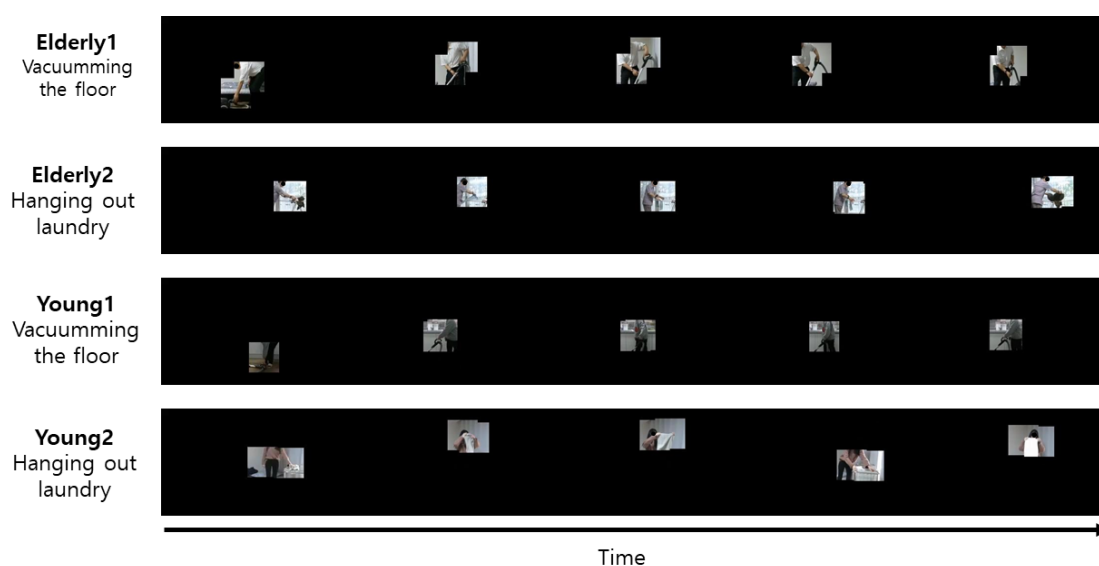 Elderly1
Vacuumming
the floor
Elderly2
Hanging out
laundry
Young1
Vacuumming
the floor
Young2
Hanging out
laundry
Time